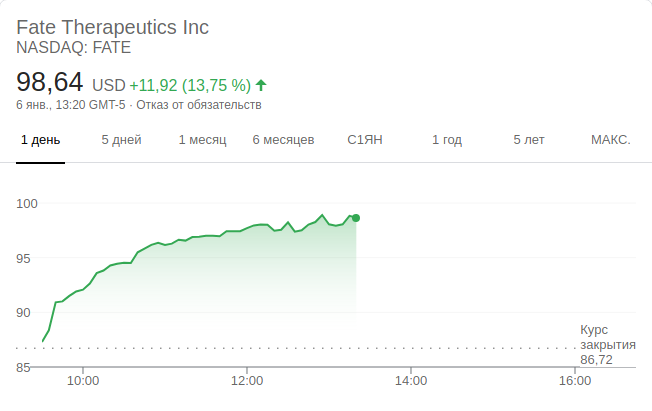 Fate Therapeutics Inc
NASDAQ: FATE
98,64 USD +11,92 (13,75 %)
6 янв., 13:20 GMT-5 · Отказ от обязательств
1 день 5 дней 1 месяц 6 месяцев С1ЯН 1 год 5 лет МАКС.
100
95
90
Курс
закрытия
86,72
85
10:00 12:00 14:00 16:00